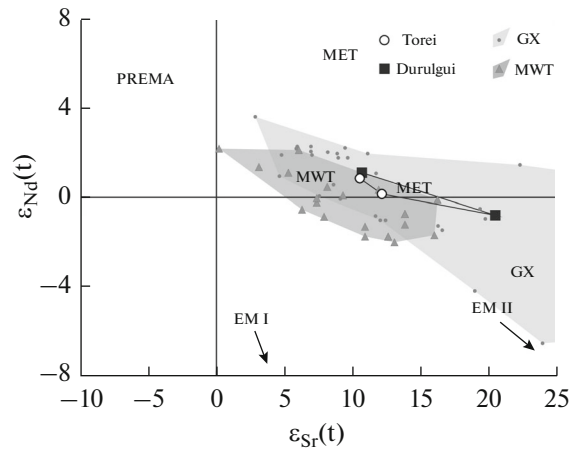 8
MET
Torei
GX
Durulgui
MWT
PREMA
4
MWT
MET
0
GX
−4
EM I
EM II
−8
−10 −5 0 5 10 15 20 25
εNd(t)
εSr(t)